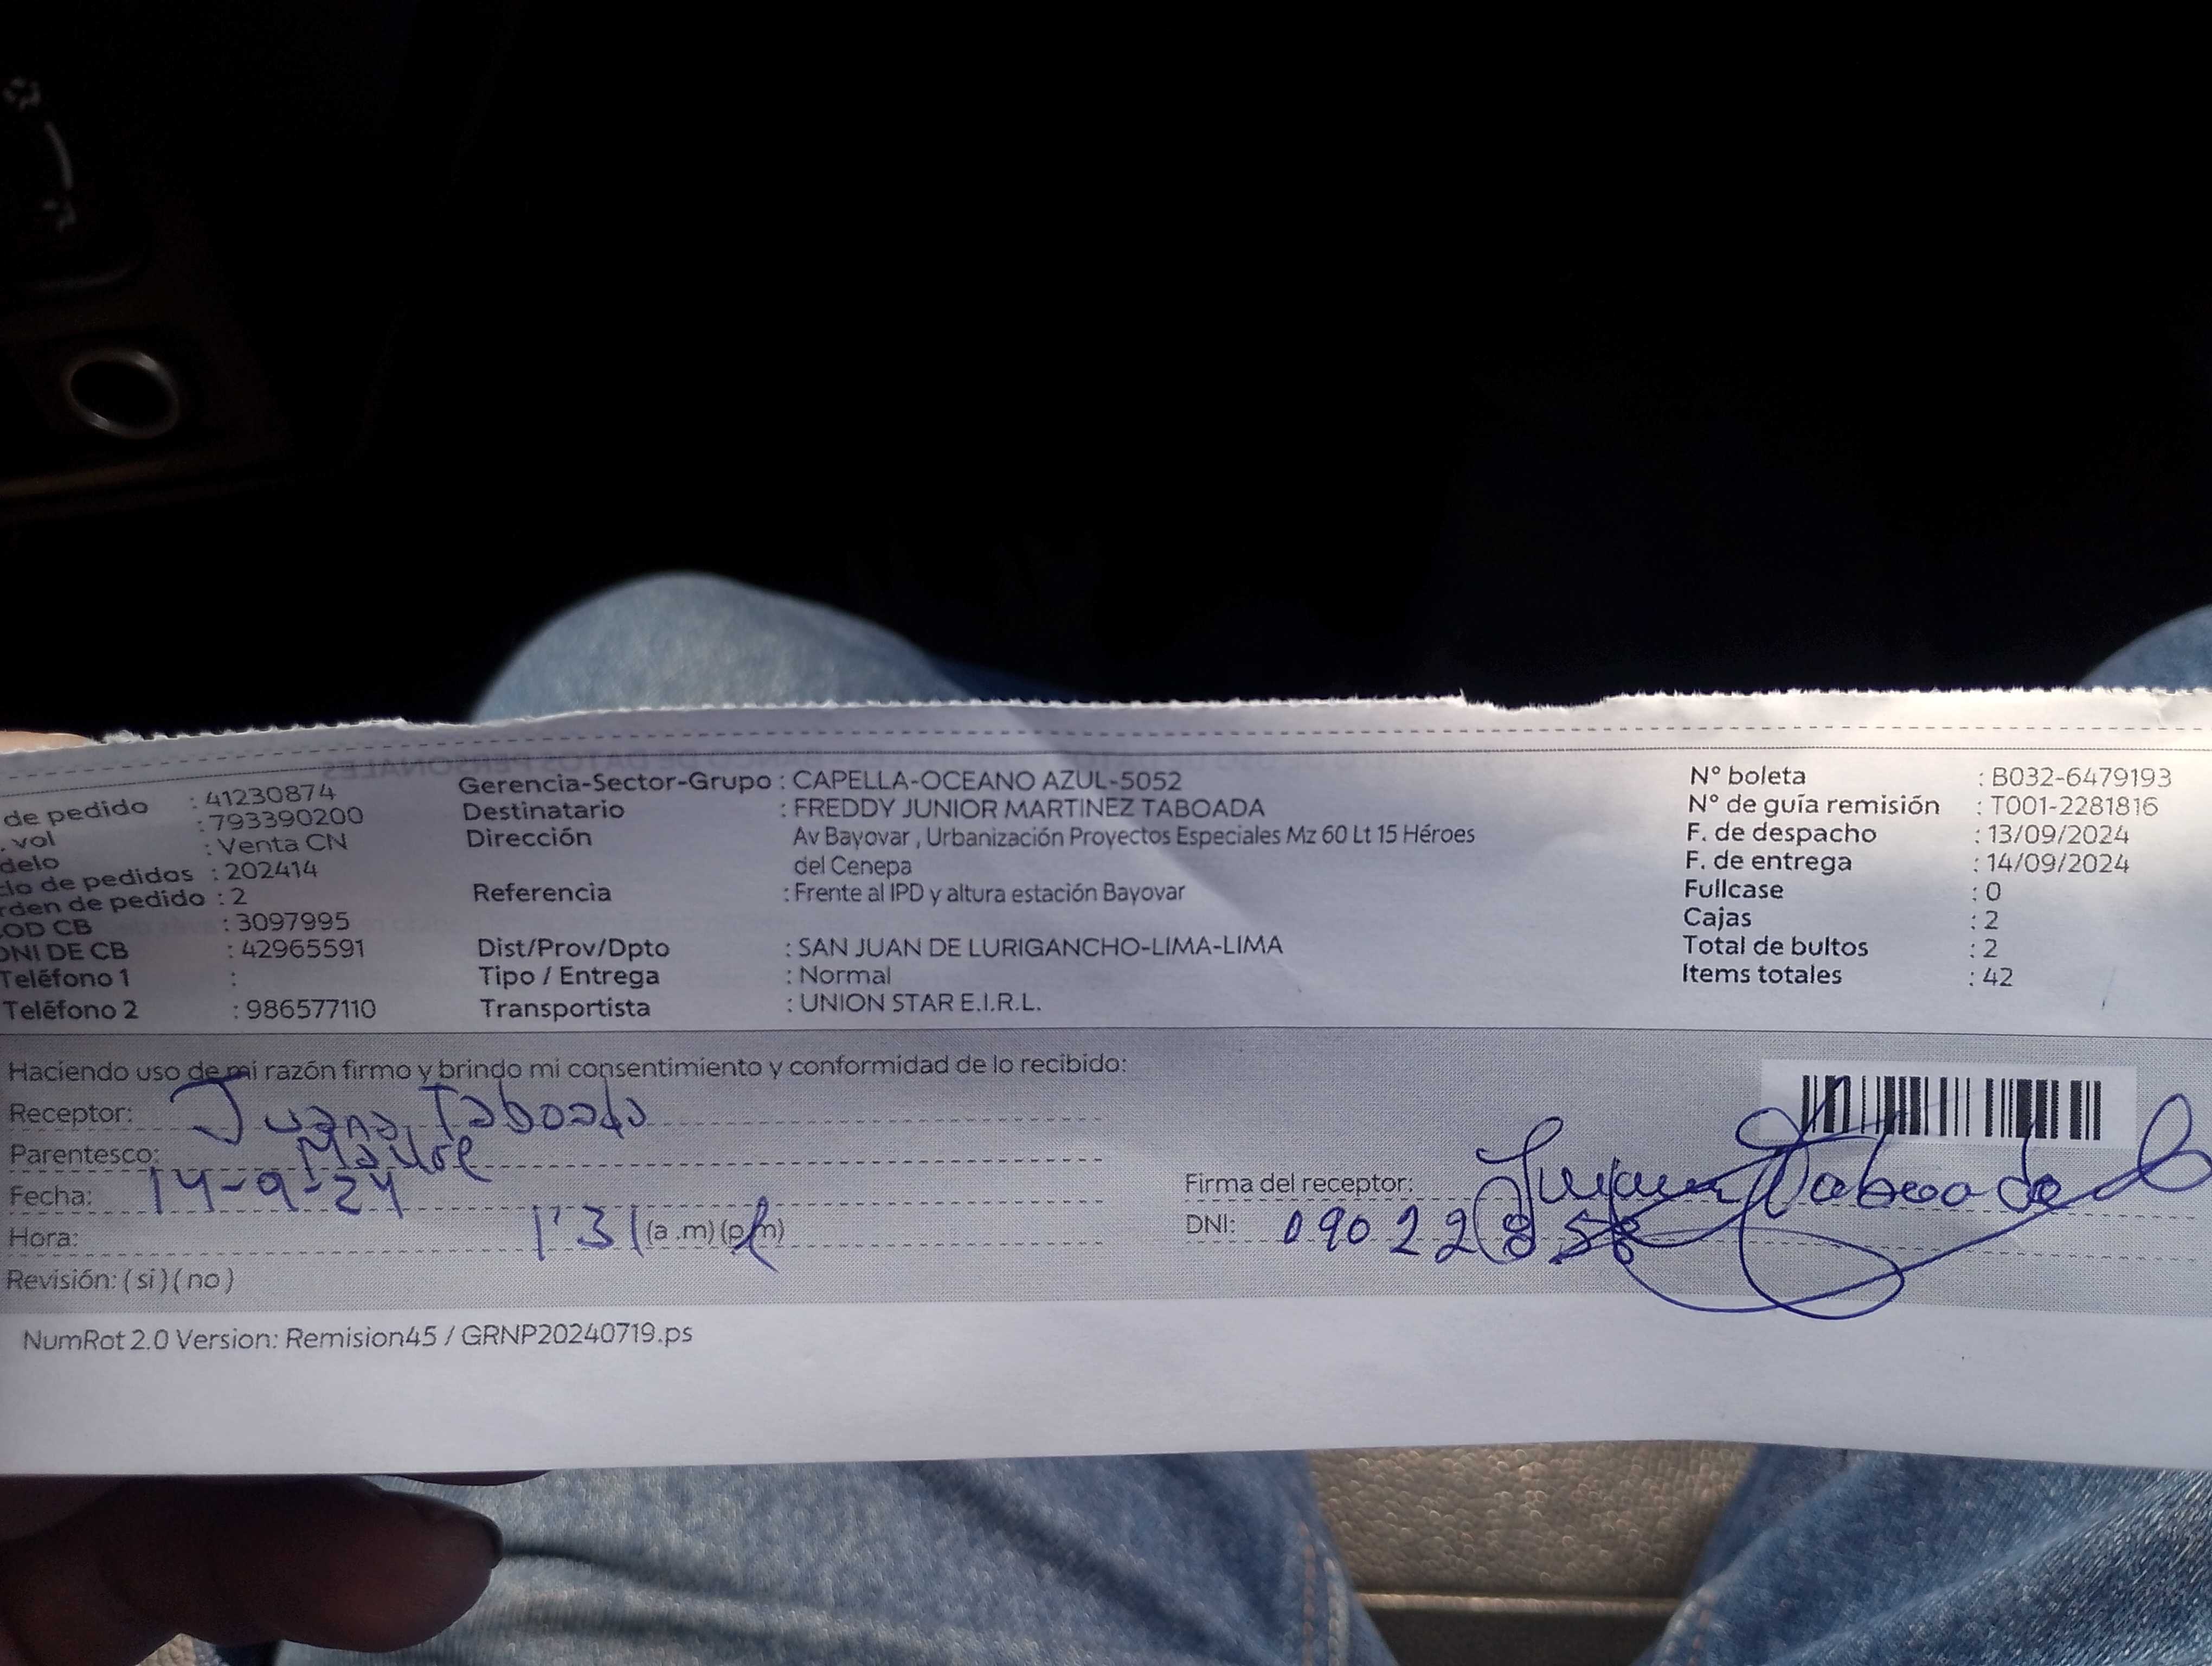 de pedido : 41230874
. vol : 793390200
delo : Venta CN
clo de pedidos : 202414
rden de pedido : 2
COD CB : 3097995
DNI DE CB : 42965591
Teléfono 1 :
Teléfono 2 : 986577110
Gerencia-Sector-Grupo : CAPELLA-OCEANO AZUL-5052
Destinatario : FREDDY JUNIOR MARTINEZ TABOADA
Dirección Av Bayovar , Urbanización Proyectos Especiales Mz 60 Lt 15 Héroes
del Cenepa
Referencia : Frente al IPD y altura estación Bayovar
Dist/Prov/Dpto : SAN JUAN DE LURIGANCHO-LIMA-LIMA
Tipo / Entrega : Normal
Transportista : UNION STAR E.I.R.L.
N° boleta : B032-6479193
N° de guía remisión : T001-2281816
F. de despacho : 13/09/2024
F. de entrega : 14/09/2024
Fullcase : 0
Cajas : 2
Total de bultos : 2
Items totales : 42
Haciendo uso de mi razón firmo y brindo mi consentimiento y conformidad de lo recibido:
Receptor: Juana Taboada
Parentesco: Madre
Fecha: 14-9-24
Hora: 1'31 (a .m) (p.m)
Revisión: ( si ) ( no )
Firma del receptor: Juana Taboada
DNI:
NumRot 2.0 Version: Remision45 / GRNP20240719.ps